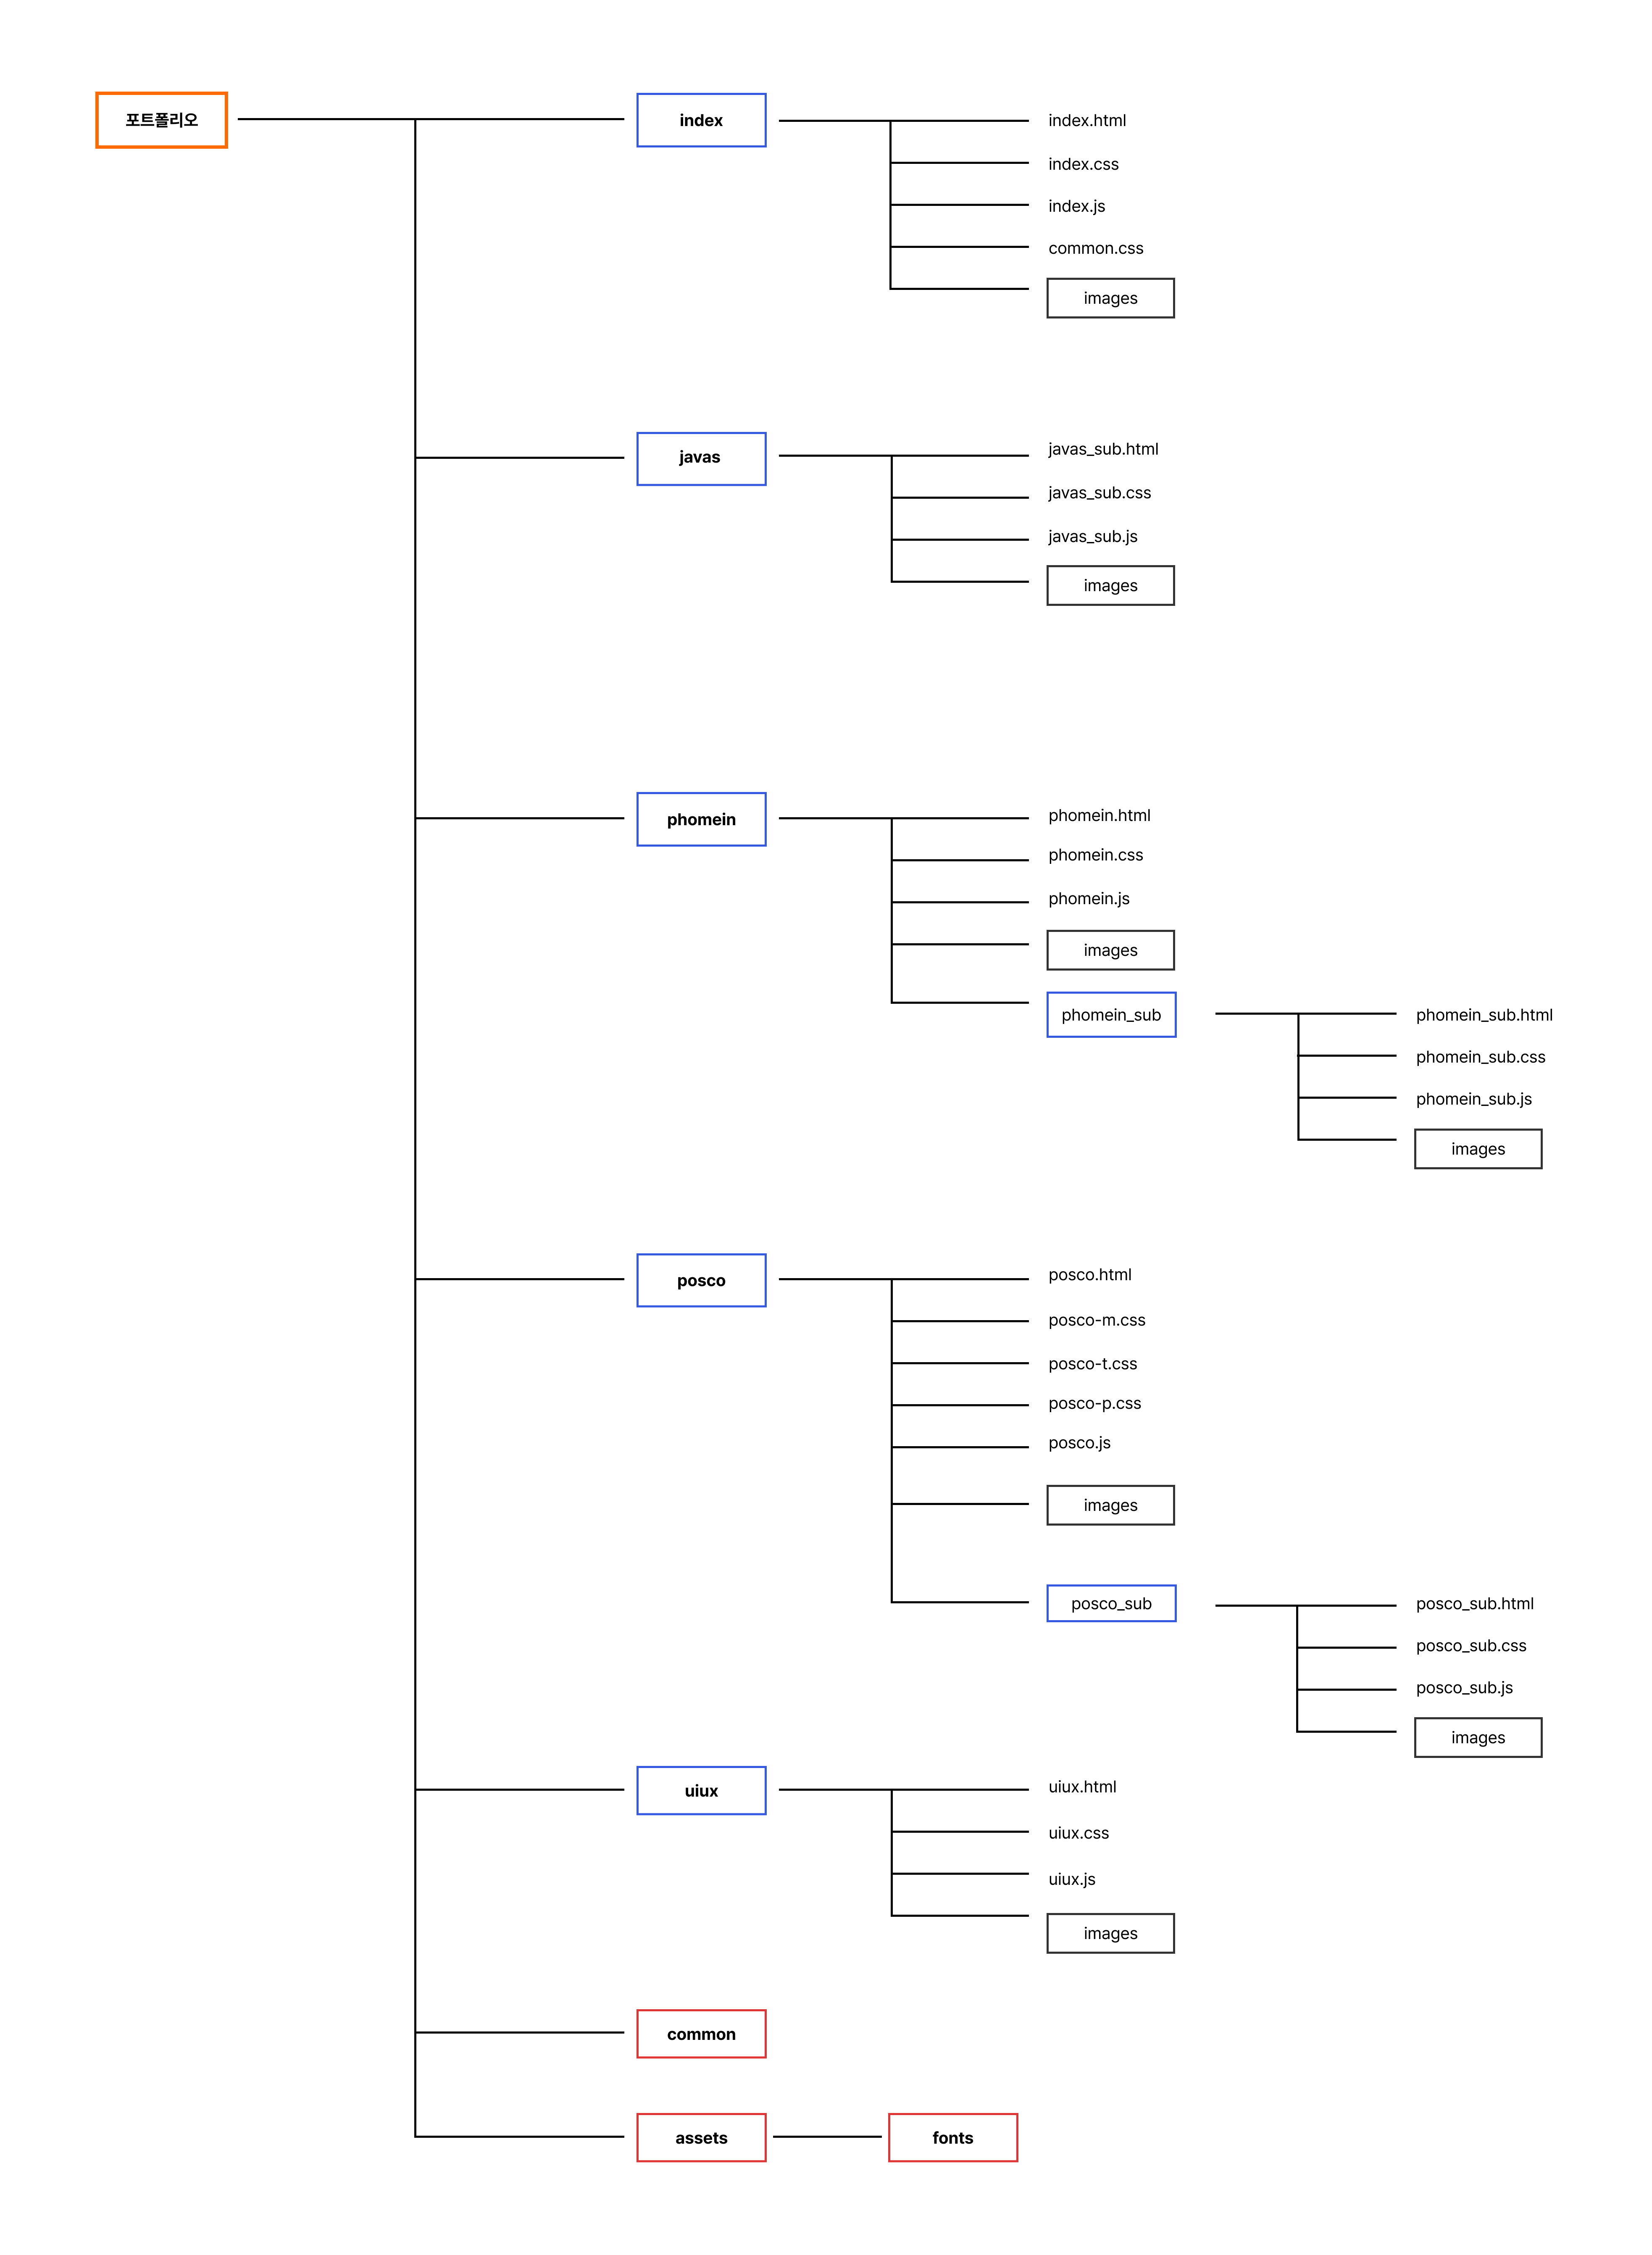 포트폴리오
index
index.html
index.css
index.js
common.css
images
javas
javas_sub.html
javas_sub.css
javas_sub.js
images
phomein
phomein.html
phomein.css
phomein.js
images
phomein_sub
phomein_sub.html
phomein_sub.css
phomein_sub.js
images
posco
posco.html
posco-m.css
posco-t.css
posco-p.css
posco.js
images
posco_sub
posco_sub.html
posco_sub.css
posco_sub.js
images
uiux
uiux.html
uiux.css
uiux.js
images
common
assets
fonts